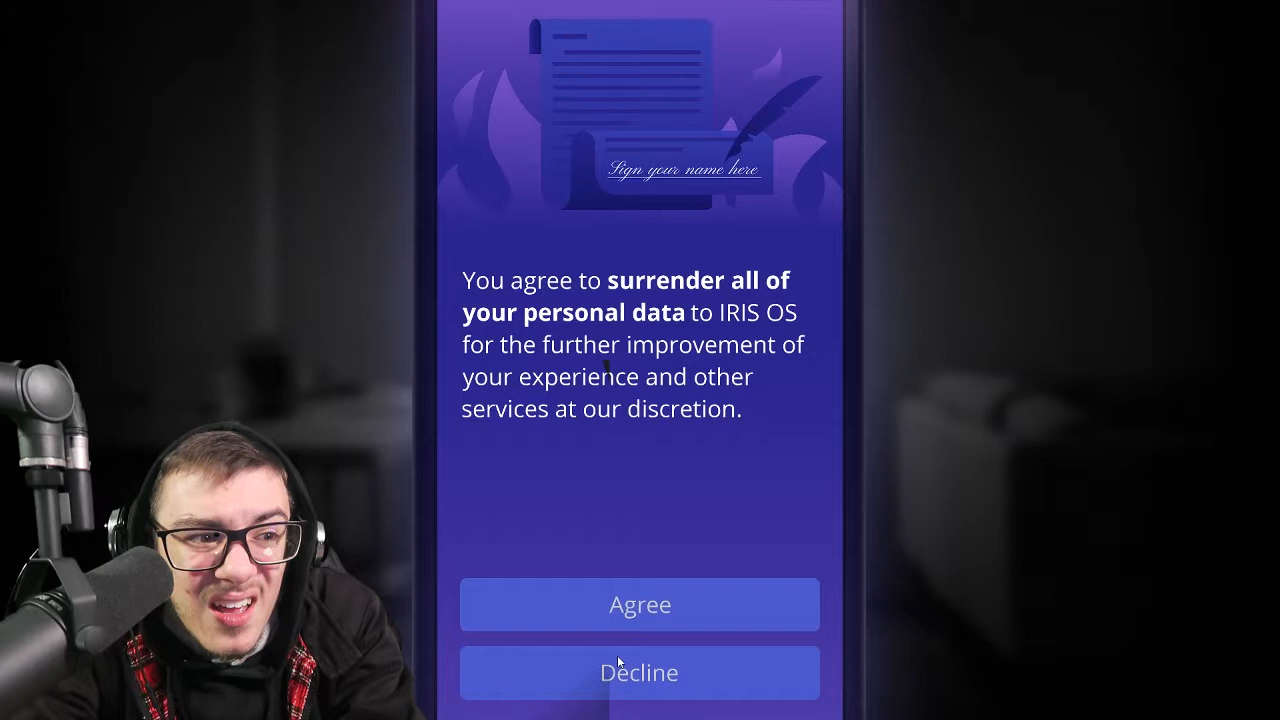 Sign your name here
You agree to surrender all of
your personal data to IRIS OS
for the further improvement of
your experience and other
services at our discretion.
Agree
Decline